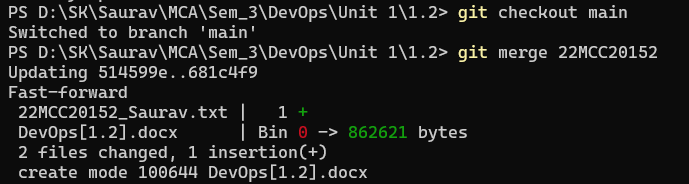 PS D:\SK\Saurav\MCA\Sem_3\DevOps\Unit 1\1.2> git checkout main
Switched to branch 'main'
PS D:\SK\Saurav\MCA\Sem_3\DevOps\Unit 1\1.2> git merge 22MCC20152
Updating 514599e..681c4f9
Fast-forward
 22MCC20152_Saurav.txt |   1 +
 DevOps[1.2].docx      | Bin 0 -> 862621 bytes
 2 files changed, 1 insertion(+)
 create mode 100644 DevOps[1.2].docx